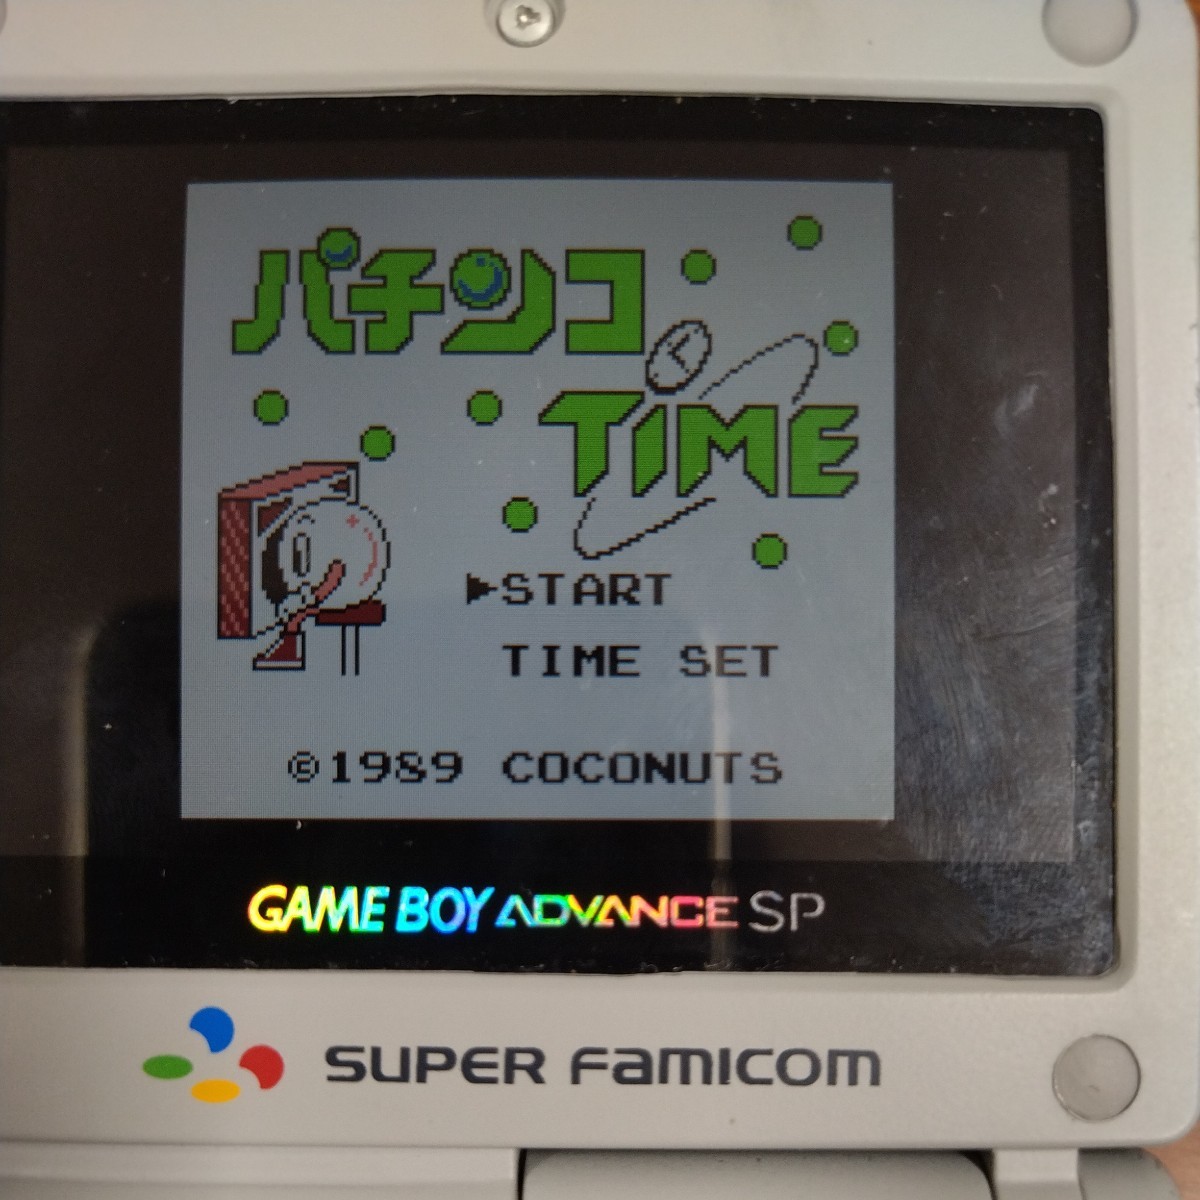 パチンコ
TIME
▶START
TIME SET
©1989 COCONUTS
GAME BOY ADVANCE SP
SUPER FAMICOM